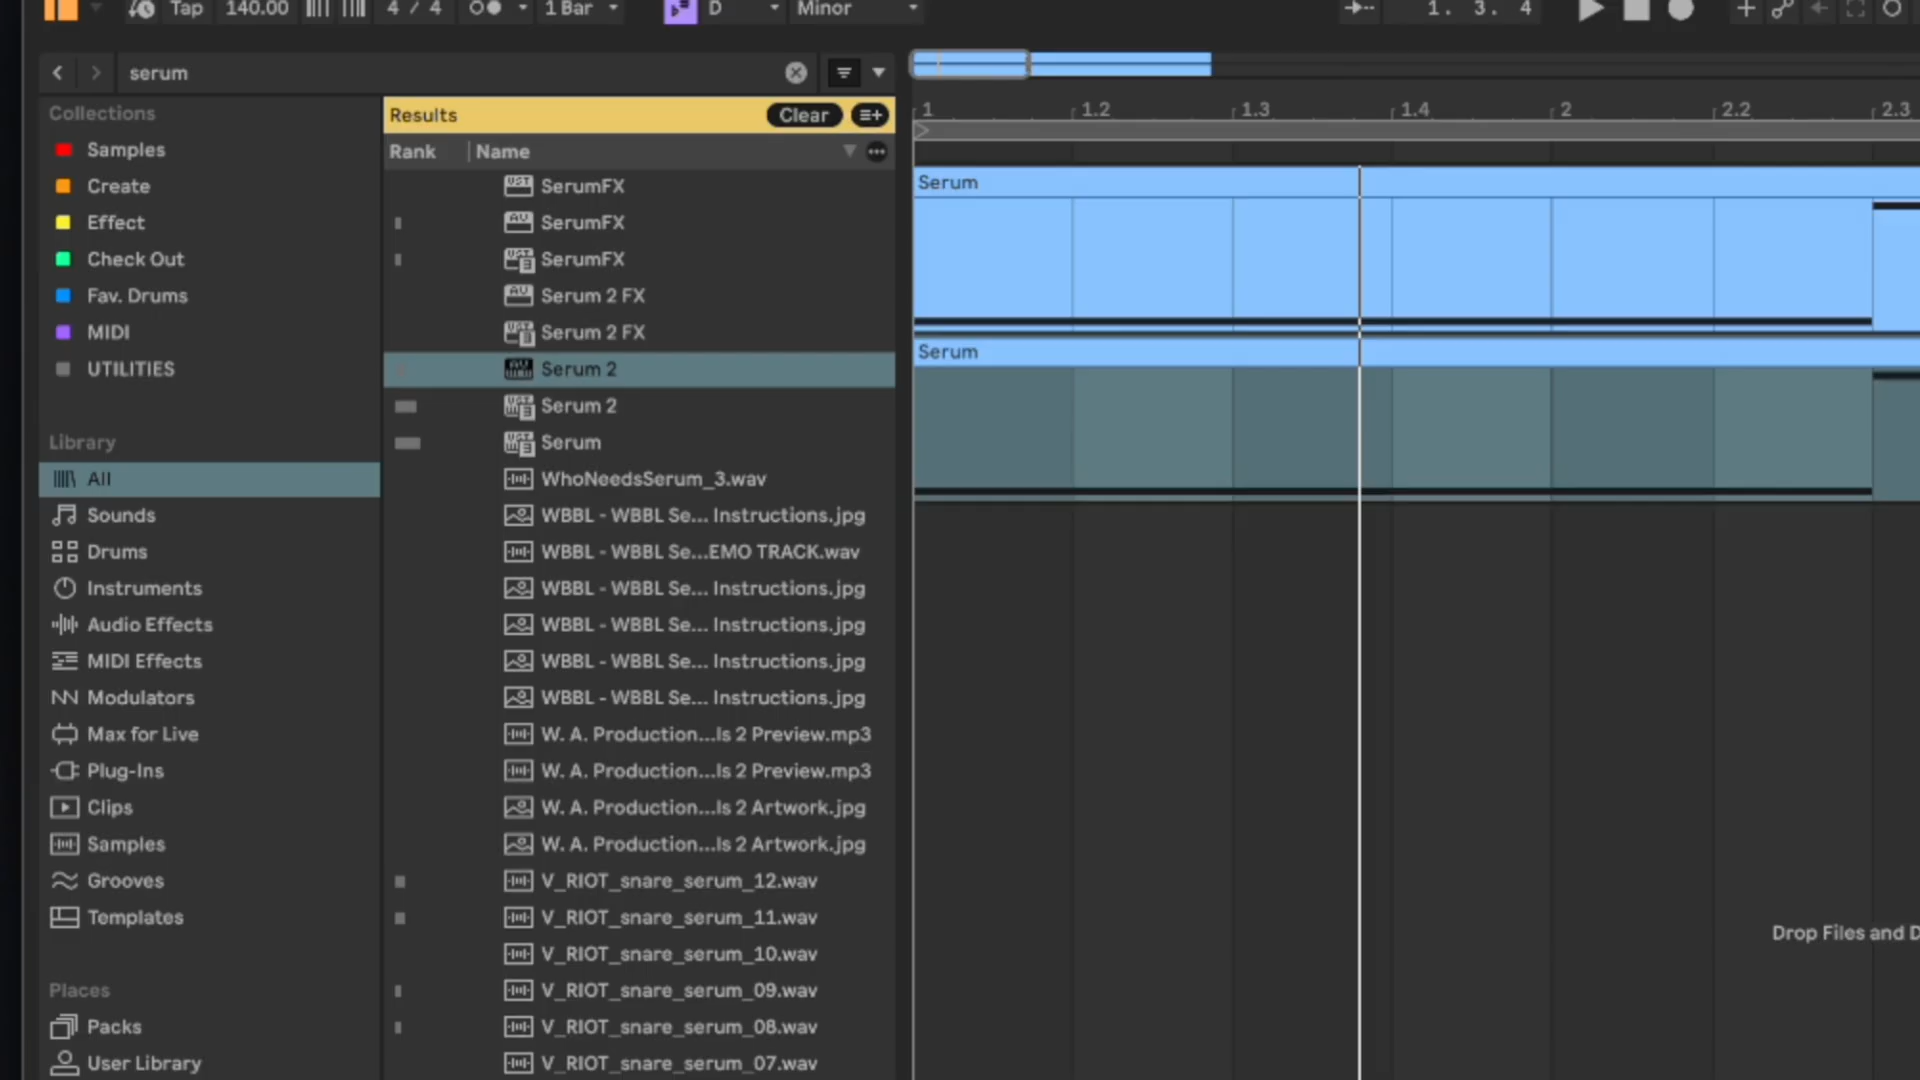 Tap 140.00 4 / 4 1 Bar D Minor 1. 3. 4
serum
Collections
Samples
Create
Effect
Check Out
Fav. Drums
MIDI
UTILITIES
Library
All
Sounds
Drums
Instruments
Audio Effects
MIDI Effects
Modulators
Max for Live
Plug-Ins
Clips
Samples
Grooves
Templates
Places
Packs
User Library
Results Clear
Rank Name
SerumFX
SerumFX
SerumFX
Serum 2 FX
Serum 2 FX
Serum 2
Serum 2
Serum
WhoNeedsSerum_3.wav
WBBL - WBBL Se... Instructions.jpg
WBBL - WBBL Se...EMO TRACK.wav
WBBL - WBBL Se... Instructions.jpg
WBBL - WBBL Se... Instructions.jpg
WBBL - WBBL Se... Instructions.jpg
WBBL - WBBL Se... Instructions.jpg
W. A. Production...ls 2 Preview.mp3
W. A. Production...ls 2 Preview.mp3
W. A. Production...ls 2 Artwork.jpg
W. A. Production...ls 2 Artwork.jpg
V_RIOT_snare_serum_12.wav
V_RIOT_snare_serum_11.wav
V_RIOT_snare_serum_10.wav
V_RIOT_snare_serum_09.wav
V_RIOT_snare_serum_08.wav
V_RIOT_snare_serum_07.wav
1 1.2 1.3 1.4 2 2.2 2.3
Serum
Serum
Drop Files and D